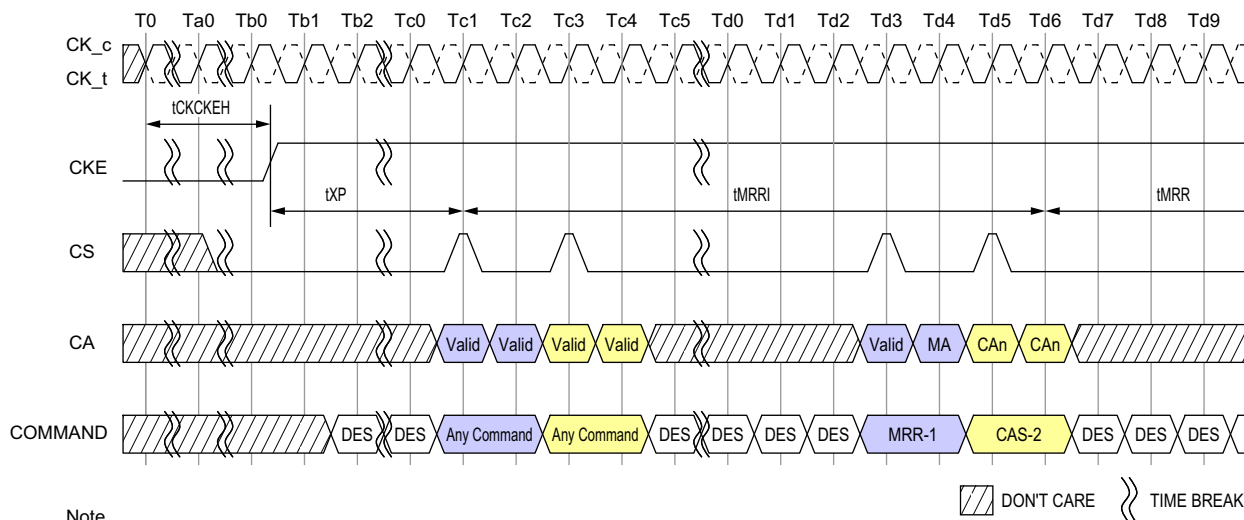 T0 Ta0 Tb0 Tb1 Tb2 Tc0 Tc1 Tc2 Tc3 Tc4 Tc5 Td0 Td1 Td2 Td3 Td4 Td5 Td6 Td7 Td8 Td9
CK_c
CK_t
tCKCKEH
CKE
tXP tMRRI tMRR
CS
CA Valid Valid Valid Valid Valid MA CAn CAn
COMMAND DES DES Any Command Any Command DES DES DES DES MRR-1 CAS-2 DES DES DES
DON'T CARE TIME BREAK
Note